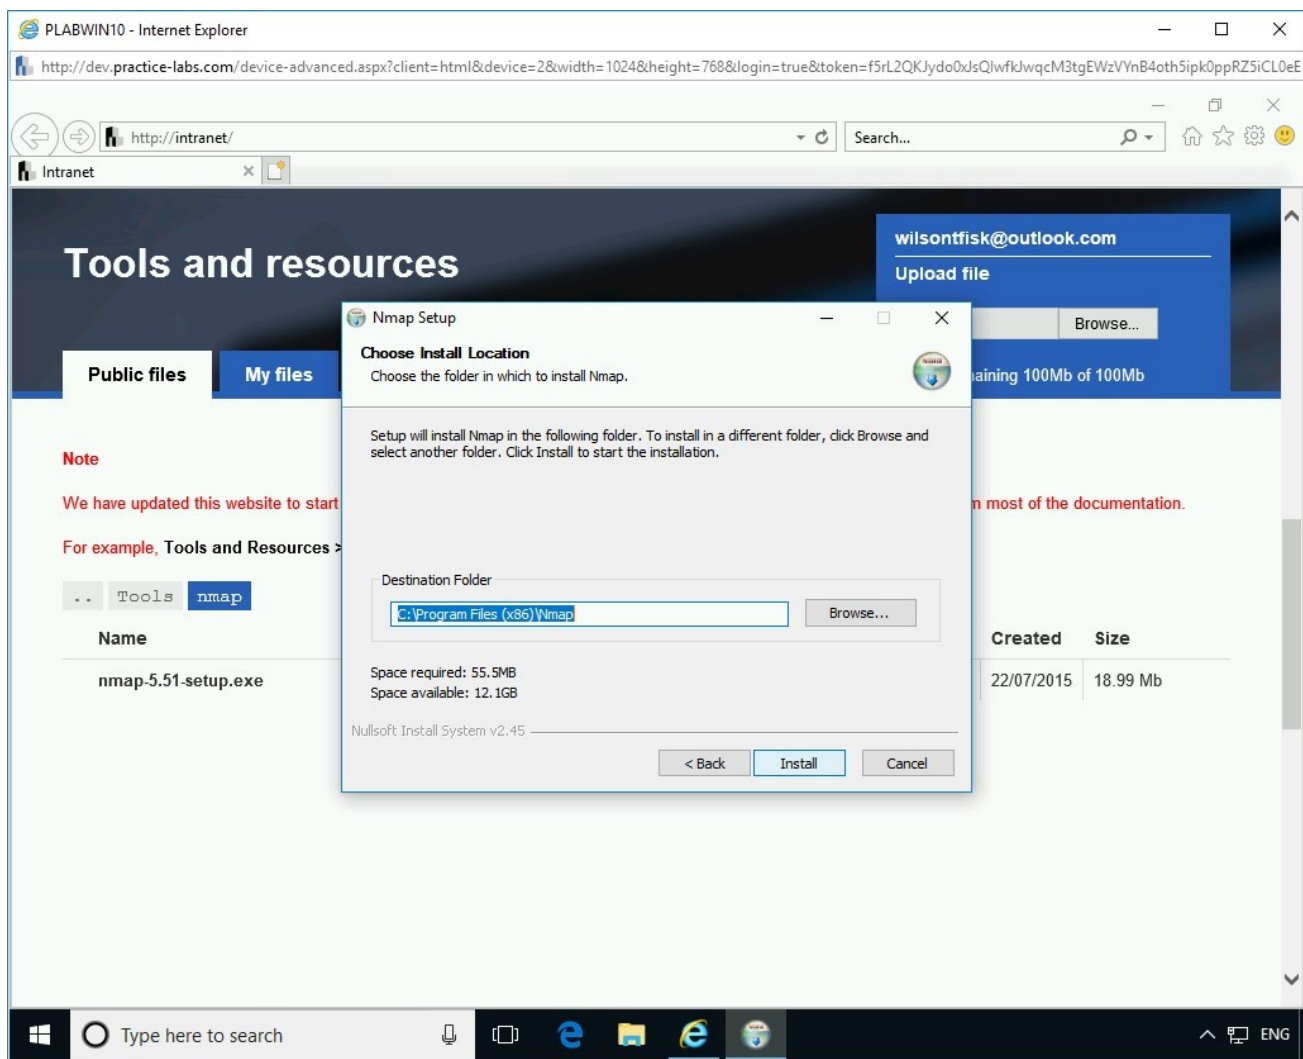 PLABWIN10 - Internet Explorer
http://dev.practice-labs.com/device-advanced.aspx?client=html&device=2&width=1024&height=768&login=true&token=f5rL2QKJydo0xJsQIwfkJwqcM3tgEWzVYnB4oth5ipk0ppRZ5iCL0eE
http://intranet/
Search...
Intranet
Tools and resources
wilsontfisk@outlook.com
Upload file
Browse...
aining 100Mb of 100Mb
Public files
My files
Nmap Setup
Choose Install Location
Choose the folder in which to install Nmap.
Setup will install Nmap in the following folder. To install in a different folder, click Browse and
select another folder. Click Install to start the installation.
Destination Folder
C:\Program Files (x86)\Nmap
Browse...
Space required: 55.5MB
Space available: 12.1GB
Nullsoft Install System v2.45
< Back
Install
Cancel
Note
We have updated this website to start
most of the documentation.
For example, Tools and Resources >
..
Tools
nmap
Name
Created
Size
nmap-5.51-setup.exe
22/07/2015
18.99 Mb
Type here to search
ENG